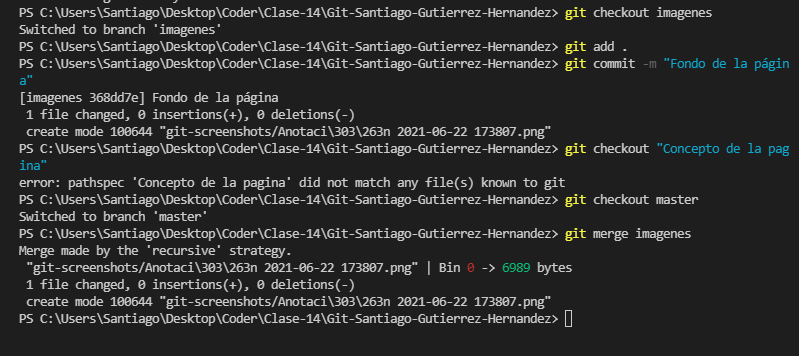 PS C:\Users\Santiago\Desktop\Coder\Clase-14\Git-Santiago-Gutierrez-Hernandez> git checkout imagenes
Switched to branch 'imagenes'
PS C:\Users\Santiago\Desktop\Coder\Clase-14\Git-Santiago-Gutierrez-Hernandez> git add .
PS C:\Users\Santiago\Desktop\Coder\Clase-14\Git-Santiago-Gutierrez-Hernandez> git commit -m "Fondo de la págin
a"
[imagenes 368dd7e] Fondo de la página
 1 file changed, 0 insertions(+), 0 deletions(-)
 create mode 100644 "git-screenshots/Anotaci\303\263n 2021-06-22 173807.png"
PS C:\Users\Santiago\Desktop\Coder\Clase-14\Git-Santiago-Gutierrez-Hernandez> git checkout "Concepto de la pag
ina"
error: pathspec 'Concepto de la pagina' did not match any file(s) known to git
PS C:\Users\Santiago\Desktop\Coder\Clase-14\Git-Santiago-Gutierrez-Hernandez> git checkout master
Switched to branch 'master'
PS C:\Users\Santiago\Desktop\Coder\Clase-14\Git-Santiago-Gutierrez-Hernandez> git merge imagenes
Merge made by the 'recursive' strategy.
 "git-screenshots/Anotaci\303\263n 2021-06-22 173807.png" | Bin 0 -> 6989 bytes
 1 file changed, 0 insertions(+), 0 deletions(-)
 create mode 100644 "git-screenshots/Anotaci\303\263n 2021-06-22 173807.png"
PS C:\Users\Santiago\Desktop\Coder\Clase-14\Git-Santiago-Gutierrez-Hernandez>